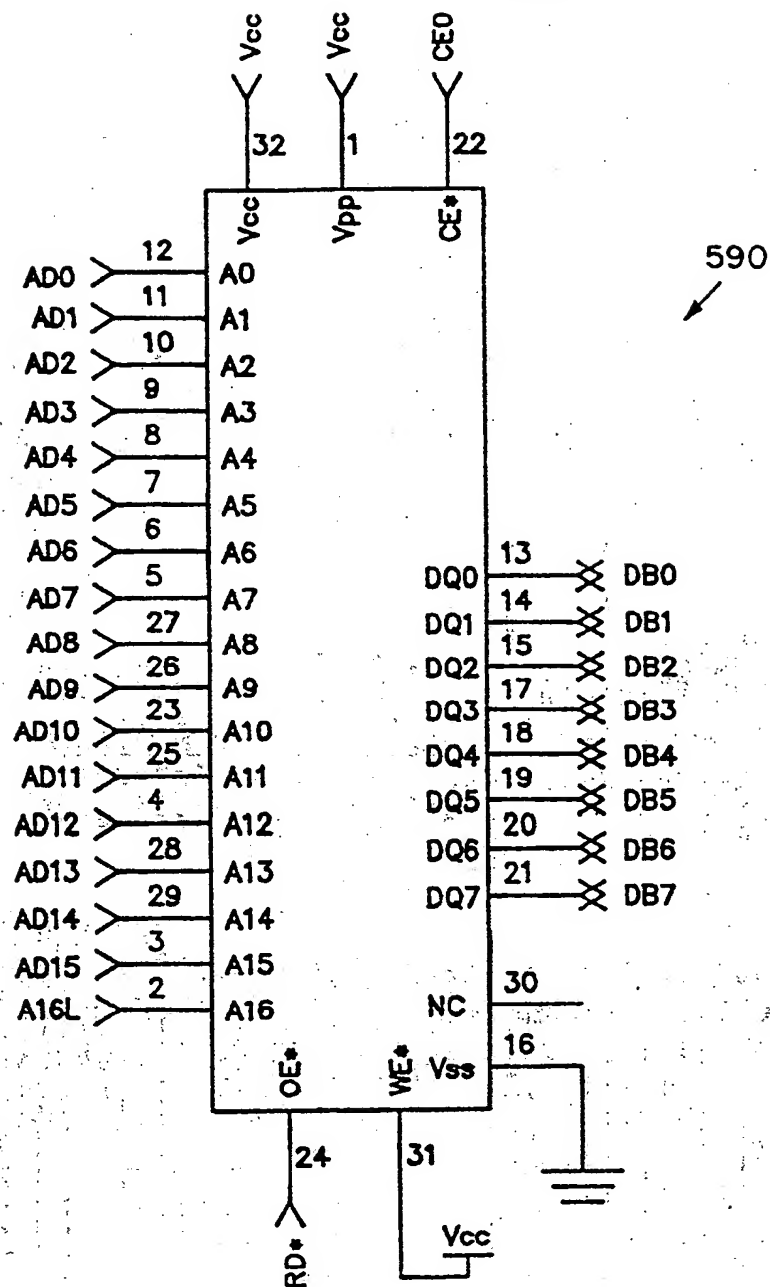 Vcc Vcc CE0
32 1 22
Vcc Vpp CE*
590
AD0 12 A0
AD1 11 A1
AD2 10 A2
AD3 9 A3
AD4 8 A4
AD5 7 A5
AD6 6 A6
AD7 5 A7
AD8 27 A8
AD9 26 A9
AD10 23 A10
AD11 25 A11
AD12 4 A12
AD13 28 A13
AD14 29 A14
AD15 3 A15
A16L 2 A16
DQ0 13 DB0
DQ1 14 DB1
DQ2 15 DB2
DQ3 17 DB3
DQ4 18 DB4
DQ5 19 DB5
DQ6 20 DB6
DQ7 21 DB7
NC 30
Vss 16
OE* WE*
24 31
RD*
Vcc